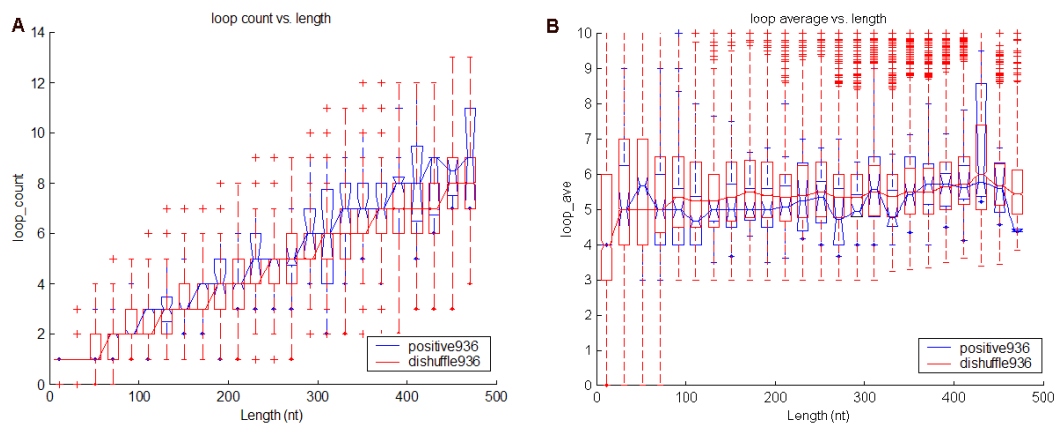 A
loop count vs. length
14
12
10
8
6
4
2
0
loop_count
0 100 200 300 400 500
Length (nt)
positive936
dishuffle936
B
loop average vs. length
10
9
8
7
6
5
4
3
2
1
0
loop_ave
0 100 200 300 400 500
Length (nt)
positive936
dishuffle936